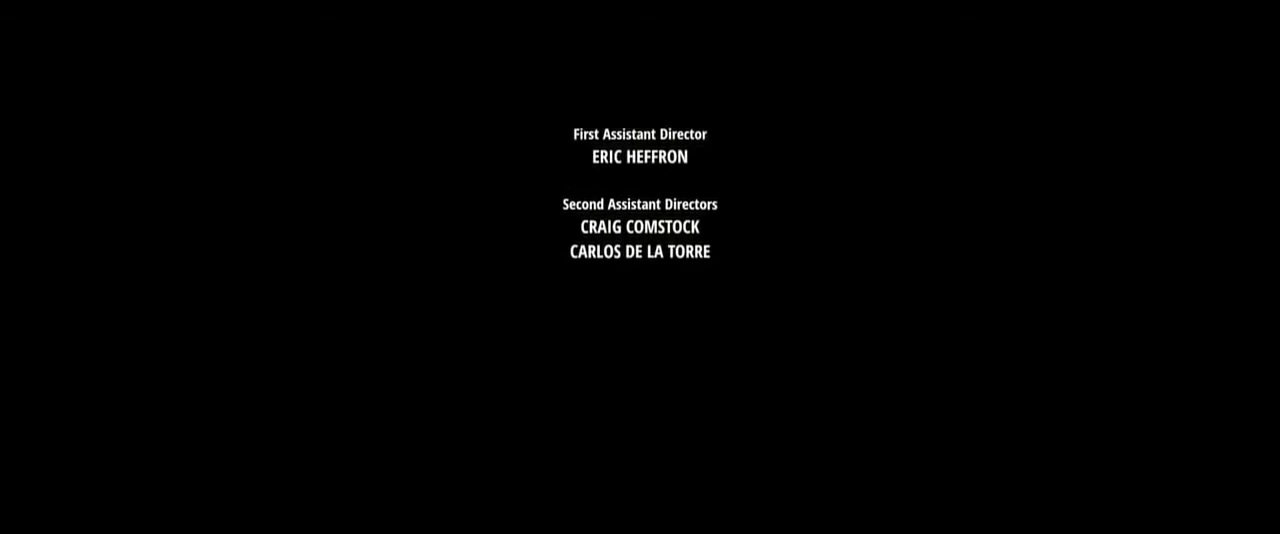 First Assistant Director
ERIC HEFFRON
Second Assistant Directors
CRAIG COMSTOCK
CARLOS DE LA TORRE